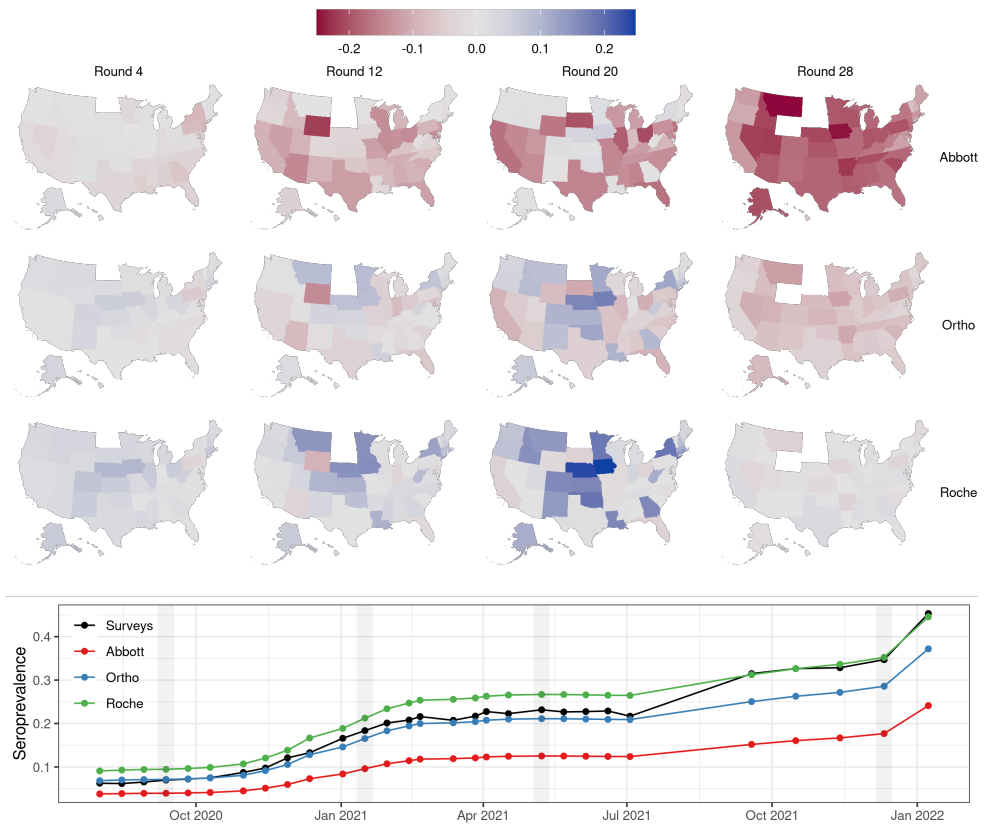 -0.2 -0.1 0.0 0.1 0.2
Round 4 Round 12 Round 20 Round 28
Abbott
Ortho
Roche
Surveys
Abbott
Ortho
Roche
Seroprevalence
0.4
0.3
0.2
0.1
Oct 2020 Jan 2021 Apr 2021 Jul 2021 Oct 2021 Jan 2022